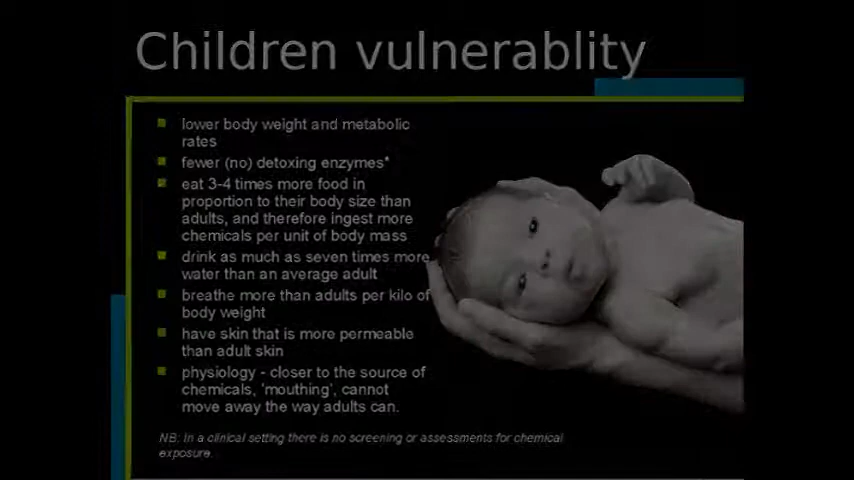 Children vulnerablity
lower body weight and metabolic
rates
fewer (no) detoxing enzymes*
eat 3-4 times more food in
proportion to their body size than
adults, and therefore ingest more
chemicals per unit of body mass
drink as much as seven times more
water than an average adult
breathe more than adults per kilo of
body weight
have skin that is more permeable
than adult skin
physiology - closer to the source of
chemicals, 'mouthing', cannot
move away the way adults can.
NB: In a clinical setting there is no screening or assessments for chemical
exposure.